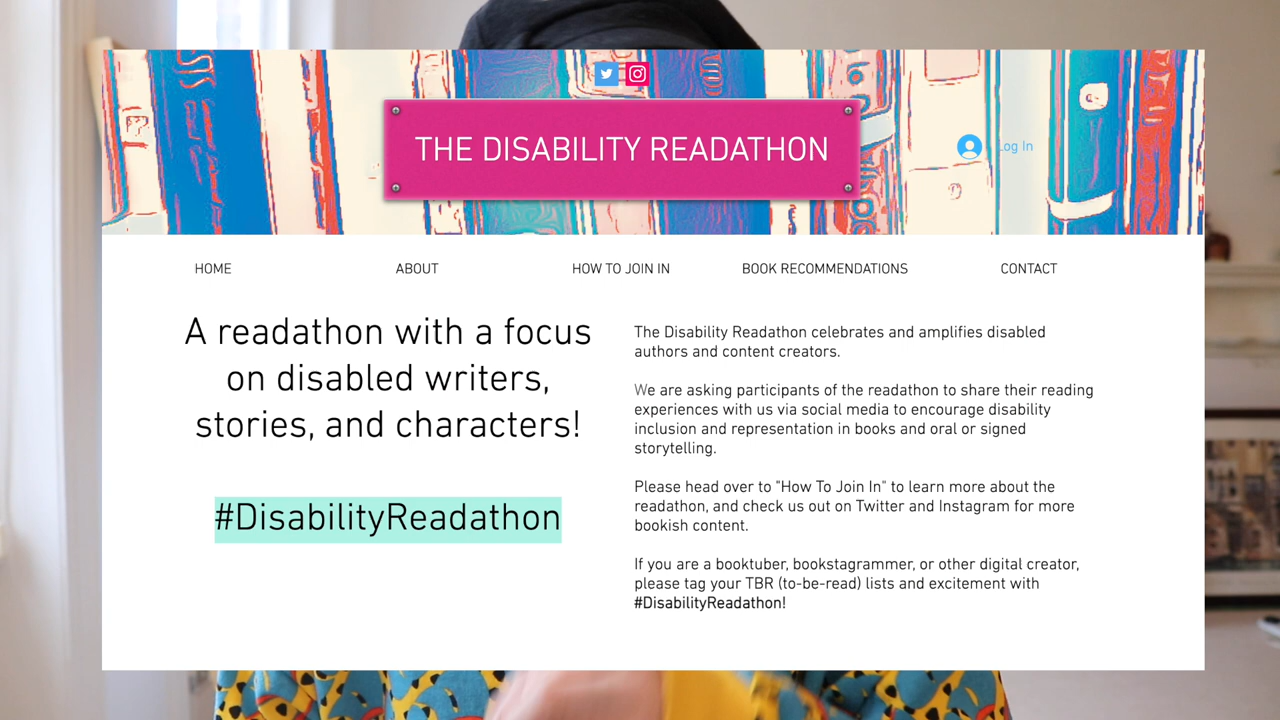 THE DISABILITY READATHON
Log In
HOME
ABOUT
HOW TO JOIN IN
BOOK RECOMMENDATIONS
CONTACT
A readathon with a focus
on disabled writers,
stories, and characters!
#DisabilityReadathon
The Disability Readathon celebrates and amplifies disabled
authors and content creators.
We are asking participants of the readathon to share their reading
experiences with us via social media to encourage disability
inclusion and representation in books and oral or signed
storytelling.
Please head over to "How To Join In" to learn more about the
readathon, and check us out on Twitter and Instagram for more
bookish content.
If you are a booktuber, bookstagrammer, or other digital creator,
please tag your TBR (to-be-read) lists and excitement with
#DisabilityReadathon!